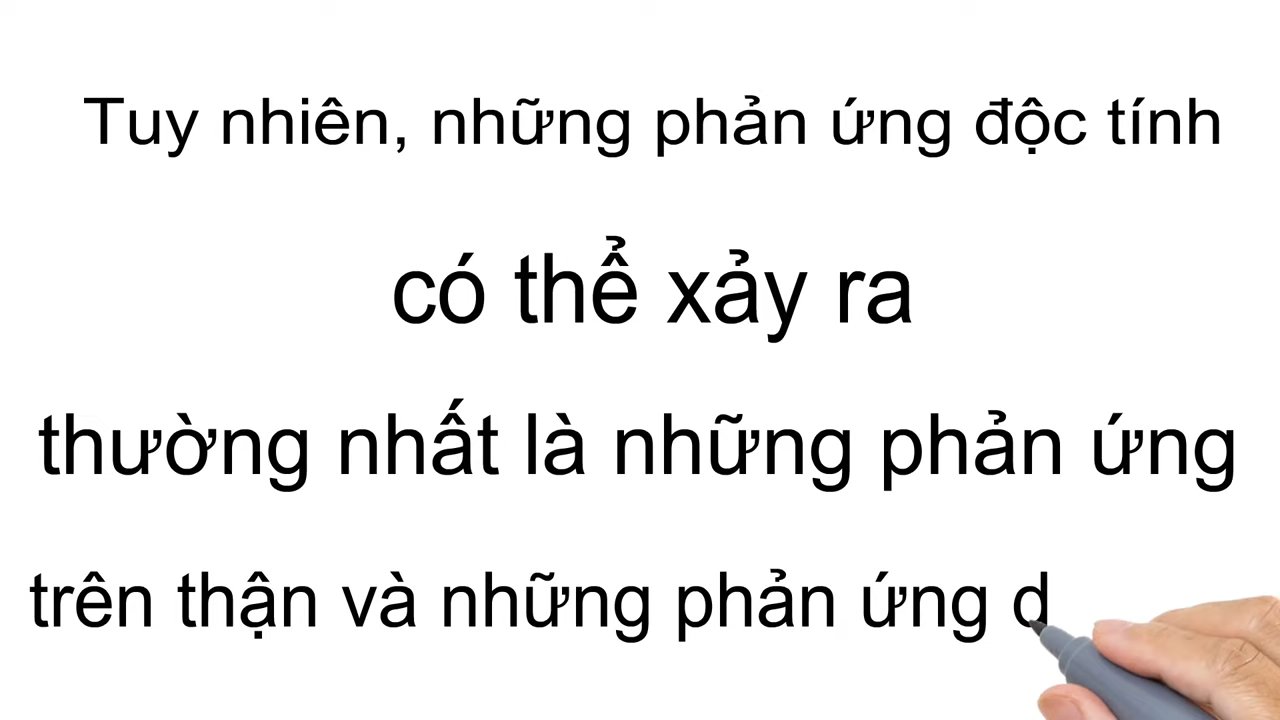 Tuy nhiên, những phản ứng độc tính
có thể xảy ra
thường nhất là những phản ứng
trên thận và những phản ứng d